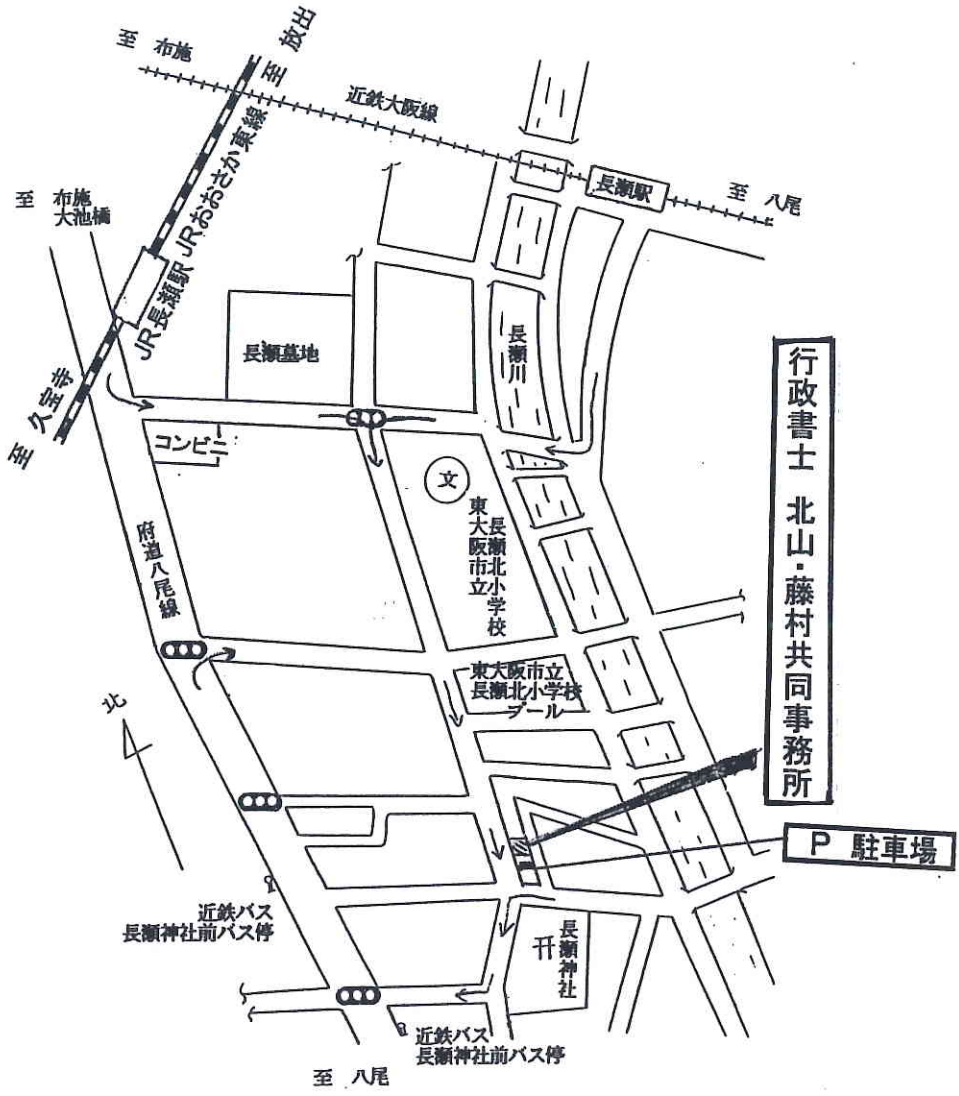 至 放出
至 布施
近鉄大阪線
長瀬駅
至 八尾
JRおおさか東線
至 布施
大池橋
JR長瀬駅
至 久宝寺
長瀬墓地
長瀬川
コンビニ
文
東大阪市立
長瀬北小学校
府道八尾線
東大阪市立
長瀬北小学校
プール
行政書士 北山・藤村共同事務所
P 駐車場
北
近鉄バス
長瀬神社前バス停
長瀬神社
近鉄バス
長瀬神社前バス停
至 八尾